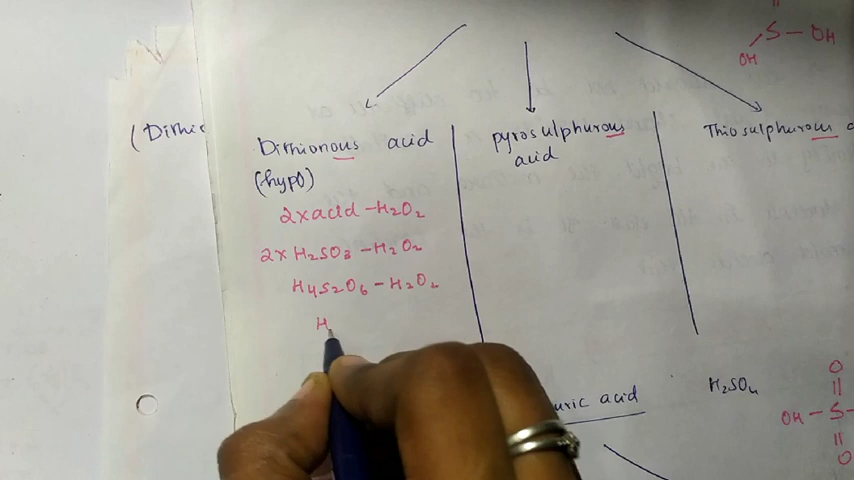 S - OH
OH
(Dithio
Dithionous acid
(hypo)
2xacid - H2O2
2x H2SO3 - H2O2
H4S2O6 - H2O2
H
pyrosulphurous
acid
Thiosulphurous a
uric acid
H2SO4
O
OH - S -
O